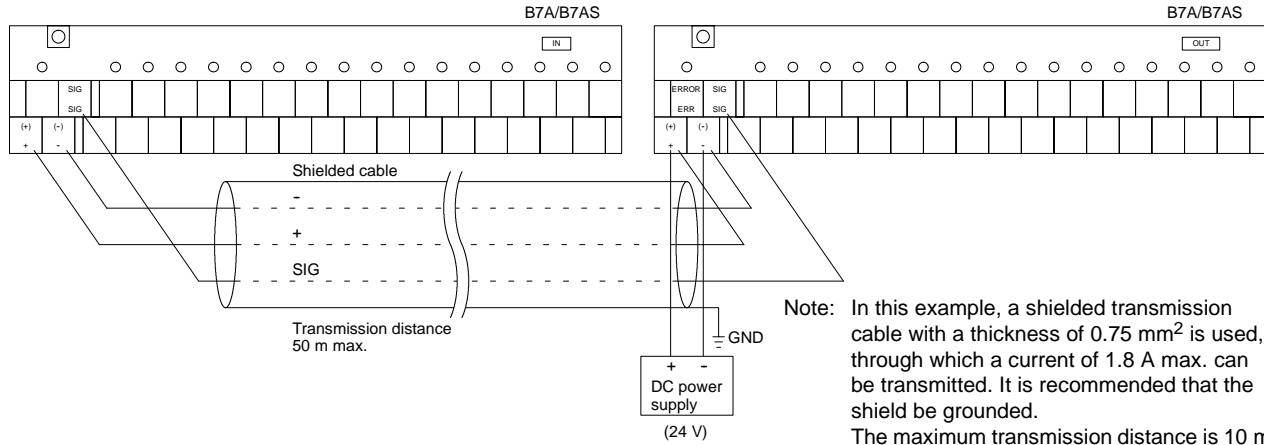 B7A/B7AS
B7A/B7AS
IN
OUT
SIG
SIG
(+) (-)
+ -
ERROR SIG
ERR SIG
(+) (-)
+ -
Shielded cable
-
+
SIG
Transmission distance
50 m max.
GND
+ -
DC power
supply
(24 V)
Note: In this example, a shielded transmission
cable with a thickness of 0.75 mm² is used,
through which a current of 1.8 A max. can
be transmitted. It is recommended that the
shield be grounded.
The maximum transmission distance is 10 m